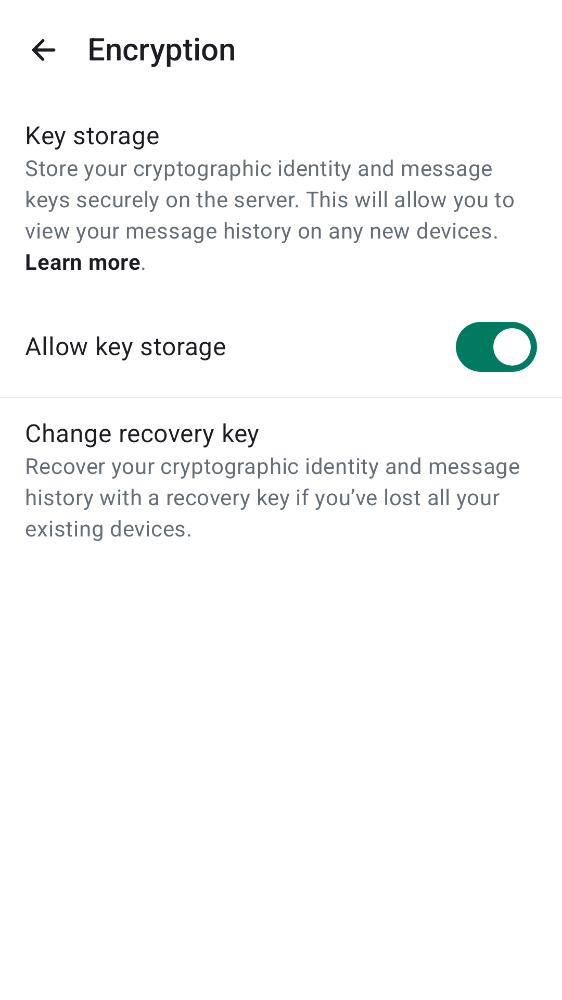 Encryption
Key storage
Store your cryptographic identity and message
keys securely on the server. This will allow you to
view your message history on any new devices.
Learn more.
Allow key storage
Change recovery key
Recover your cryptographic identity and message
history with a recovery key if you’ve lost all your
existing devices.